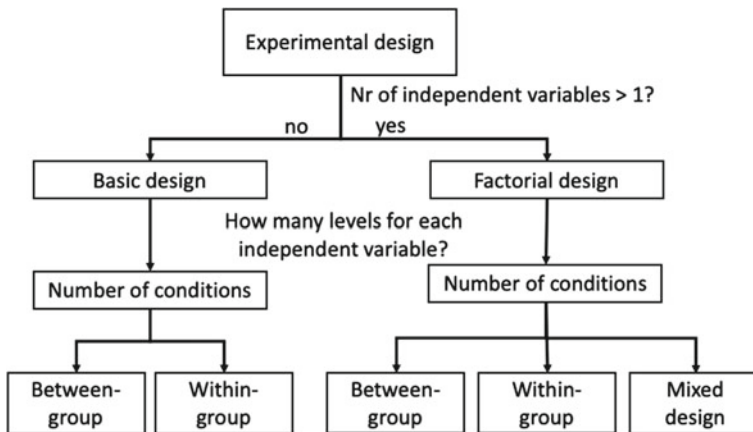 Experimental design
Nr of independent variables > 1?
no
yes
Basic design
Factorial design
How many levels for each
independent variable?
Number of conditions
Number of conditions
Between-
group
Within-
group
Between-
group
Within-
group
Mixed
design